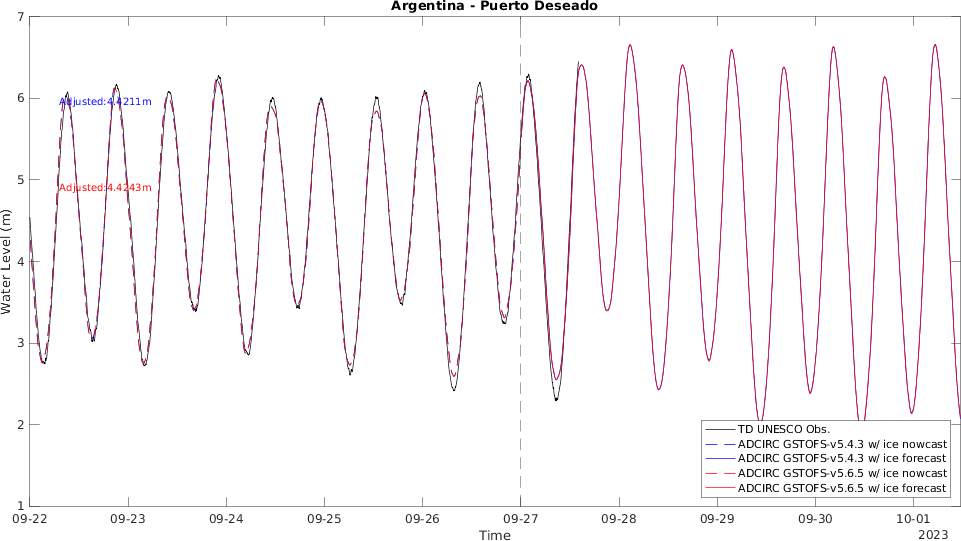 Argentina - Puerto Deseado
7
6
5
4
3
2
1
Water Level (m)
Adjusted:4.4211m
Adjusted:4.4243m
TD UNESCO Obs.
ADCIRC GSTOFS-v5.4.3 w/ ice nowcast
ADCIRC GSTOFS-v5.4.3 w/ ice forecast
ADCIRC GSTOFS-v5.6.5 w/ ice nowcast
ADCIRC GSTOFS-v5.6.5 w/ ice forecast
09-22 09-23 09-24 09-25 09-26 09-27 09-28 09-29 09-30 10-01
Time
2023